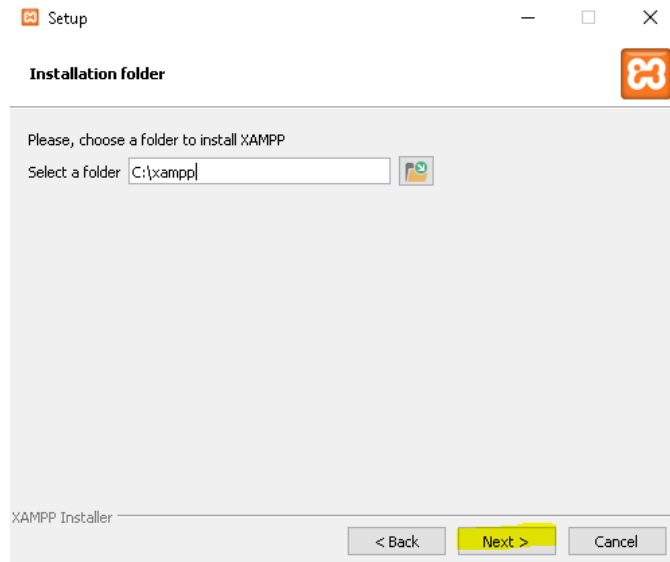 Setup
Installation folder
Please, choose a folder to install XAMPP
Select a folder C:\xampp
XAMPP Installer
< Back Next > Cancel